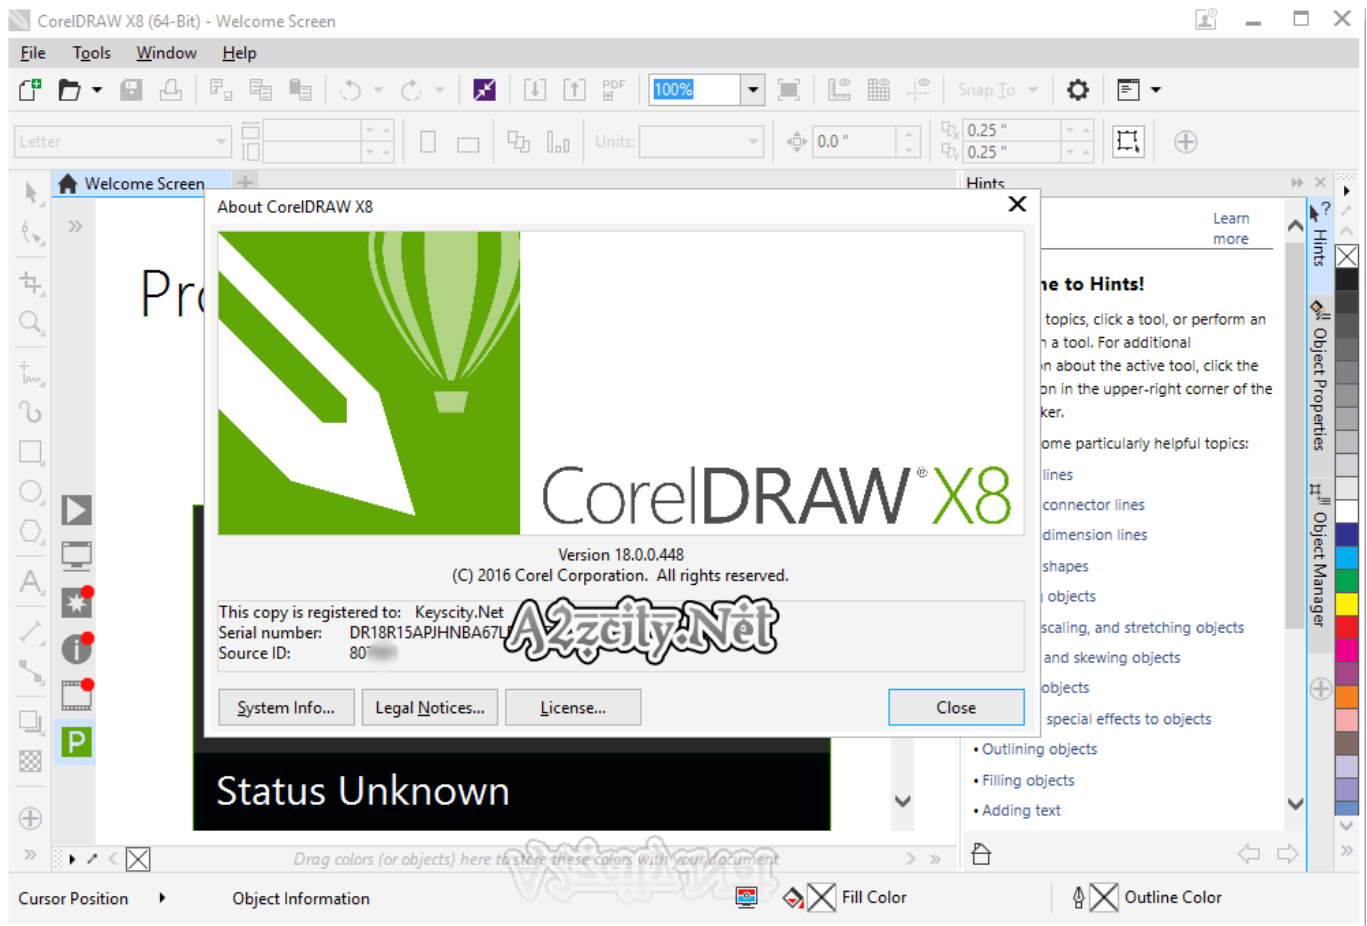 CorelDRAW X8 (64-Bit) - Welcome Screen
File Tools Window Help
PDF 100% Snap To
Letter Units: 0.0 " 0.25 "
0.25 "
Welcome Screen
Hints
About CorelDRAW X8
Learn
more
Hints
Pro
ne to Hints!
topics, click a tool, or perform an
a tool. For additional
n about the active tool, click the
on in the upper-right corner of the
ker.
ome particularly helpful topics:
lines
connector lines
dimension lines
shapes
objects
scaling, and stretching objects
and skewing objects
objects
special effects to objects
• Outlining objects
• Filling objects
• Adding text
Object Properties
Object Manager
CorelDRAW® X8
Version 18.0.0.448
(C) 2016 Corel Corporation. All rights reserved.
This copy is registered to: Keyscity.Net
Serial number: DR18R15APJHNBA67L
Source ID: 807
A2zcity.Net
System Info... Legal Notices... License... Close
P
Status Unknown
Drag colors (or objects) here to store these colors with your document
Cursor Position Object Information Fill Color Outline Color